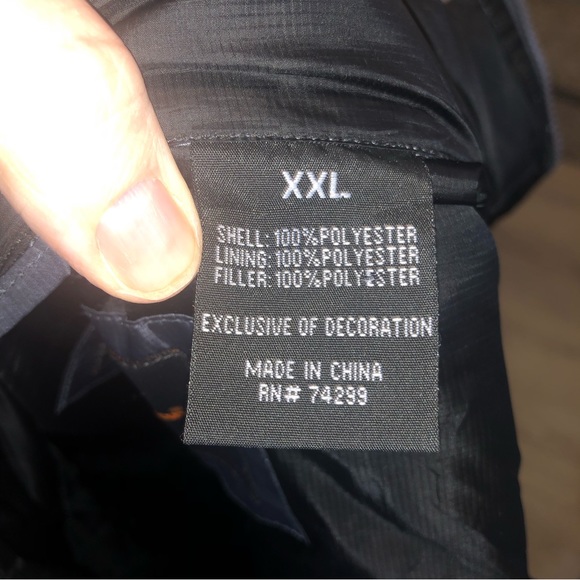 XXL
SHELL: 100%POLYESTER
LINING: 100%POLYESTER
FILLER: 100%POLYESTER
EXCLUSIVE OF DECORATION
MADE IN CHINA
RN# 74299